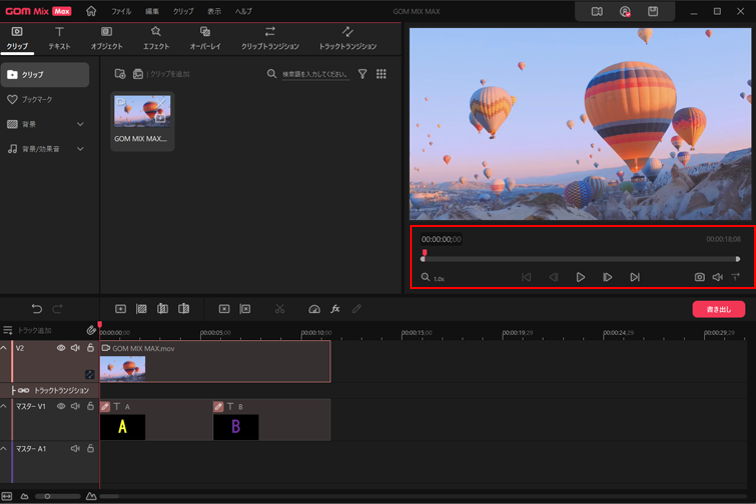 GOM Mix Max
ファイル 編集 クリップ 表示 ヘルプ
GOM MIX MAX
クリップ テキスト オブジェクト エフェクト オーバーレイ クリップトランジション トラックトランジション
クリップ
ブックマーク
背景
背景/効果音
クリップを追加
検索語を入力してください。
GOM MIX MAX...
00:00:00;00
00:00:18;08
1.0x
書き出し
トラック追加
00:00:00;00 00:00:05;00 00:00:10;00 00:00:15;00 00:00:19;29 00:00:24;29 00:00:29;29
V2
GOM MIX MAX.mov
トラックトランジション
マスター V1
T A
T B
A
B
マスター A1